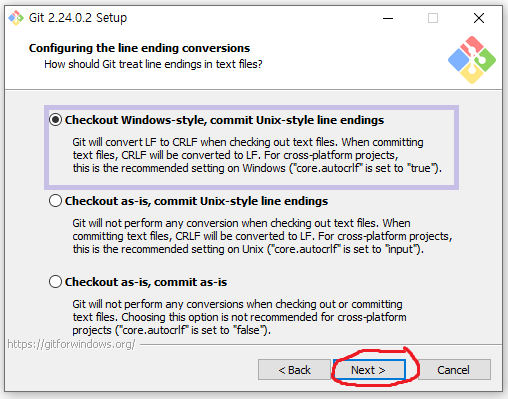 Git 2.24.0.2 Setup
Configuring the line ending conversions
How should Git treat line endings in text files?
Checkout Windows-style, commit Unix-style line endings
Git will convert LF to CRLF when checking out text files. When committing
text files, CRLF will be converted to LF. For cross-platform projects,
this is the recommended setting on Windows ("core.autocrlf" is set to "true").
Checkout as-is, commit Unix-style line endings
Git will not perform any conversion when checking out text files. When
committing text files, CRLF will be converted to LF. For cross-platform projects,
this is the recommended setting on Unix ("core.autocrlf" is set to "input").
Checkout as-is, commit as-is
Git will not perform any conversions when checking out or committing
text files. Choosing this option is not recommended for cross-platform
projects ("core.autocrlf" is set to "false").
https://gitforwindows.org/
< Back
Next >
Cancel